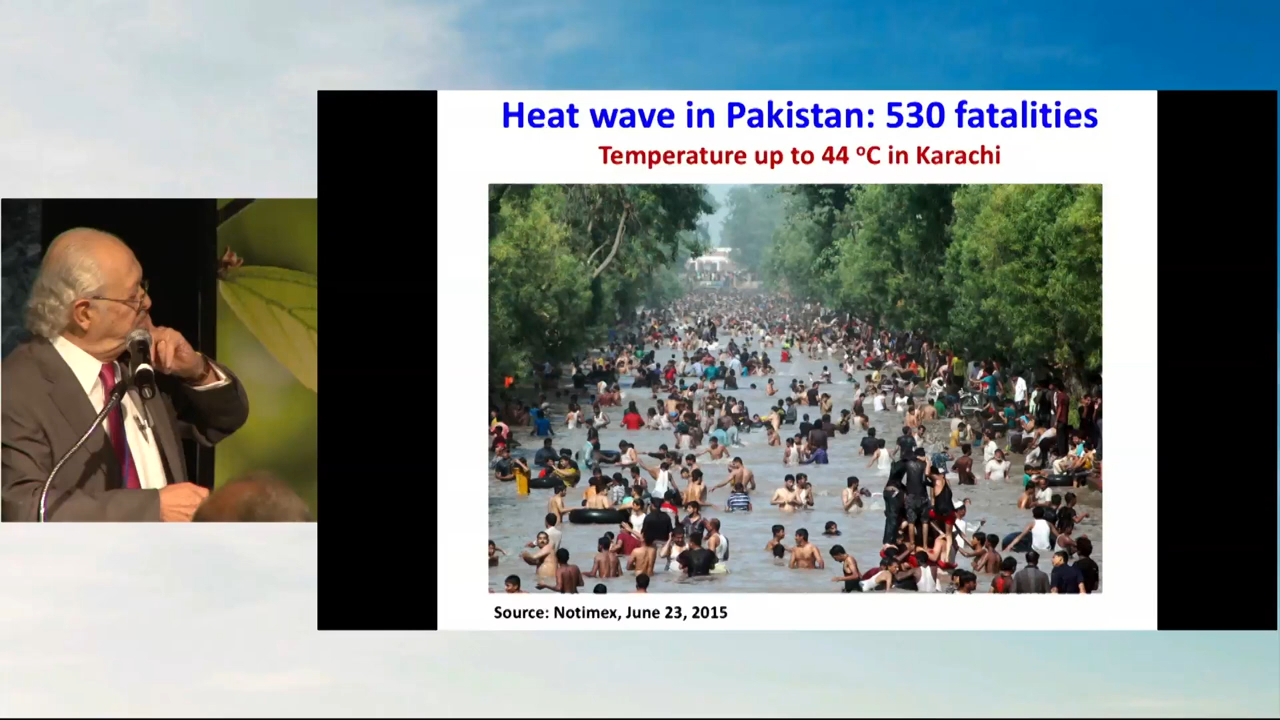 Heat wave in Pakistan: 530 fatalities
Temperature up to 44 ºC in Karachi
Source: Notimex, June 23, 2015